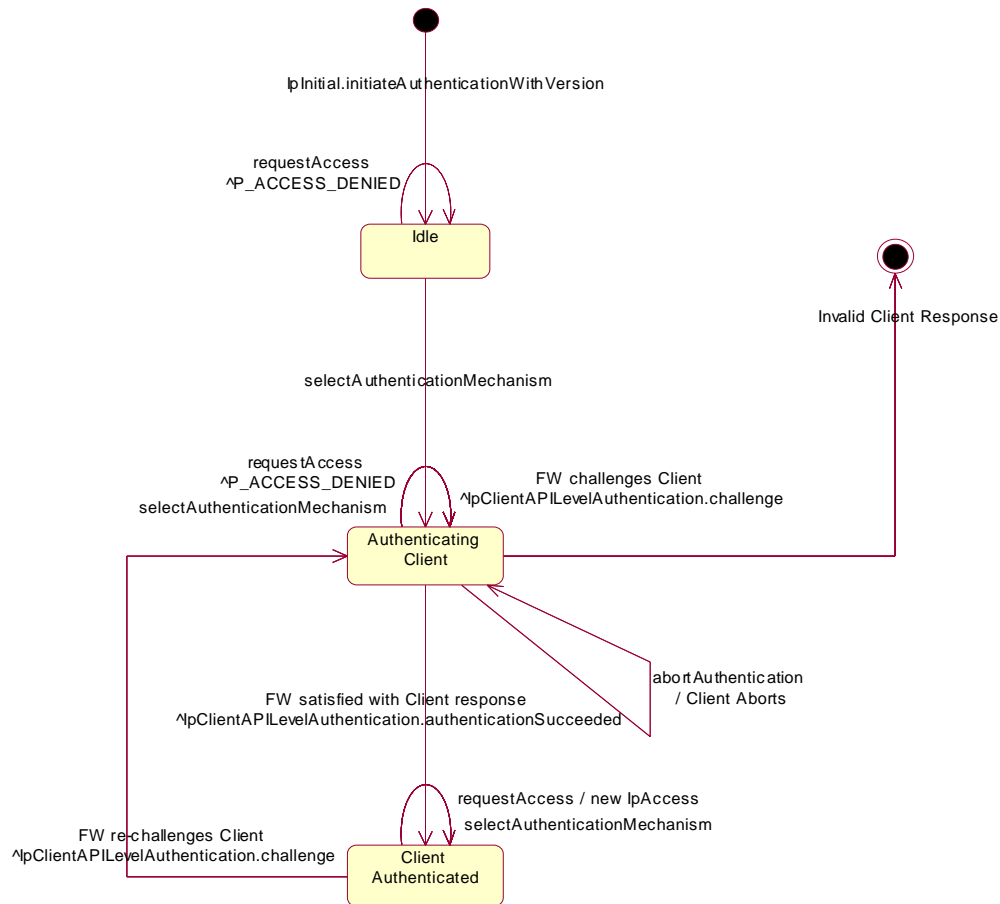 IpInitial.initiateAuthenticationWithVersion
requestAccess
^P_ACCESS_DENIED
Idle
Invalid Client Response
selectAuthenticationMechanism
requestAccess
^P_ACCESS_DENIED
selectAuthenticationMechanism
FW challenges Client
^IpClientAPILevelAuthentication.challenge
Authenticating
Client
abortAuthentication
/ Client Aborts
FW satisfied with Client response
^IpClientAPILevelAuthentication.authenticationSucceeded
requestAccess / new IpAccess
selectAuthenticationMechanism
FW re-challenges Client
^IpClientAPILevelAuthentication.challenge
Client
Authenticated